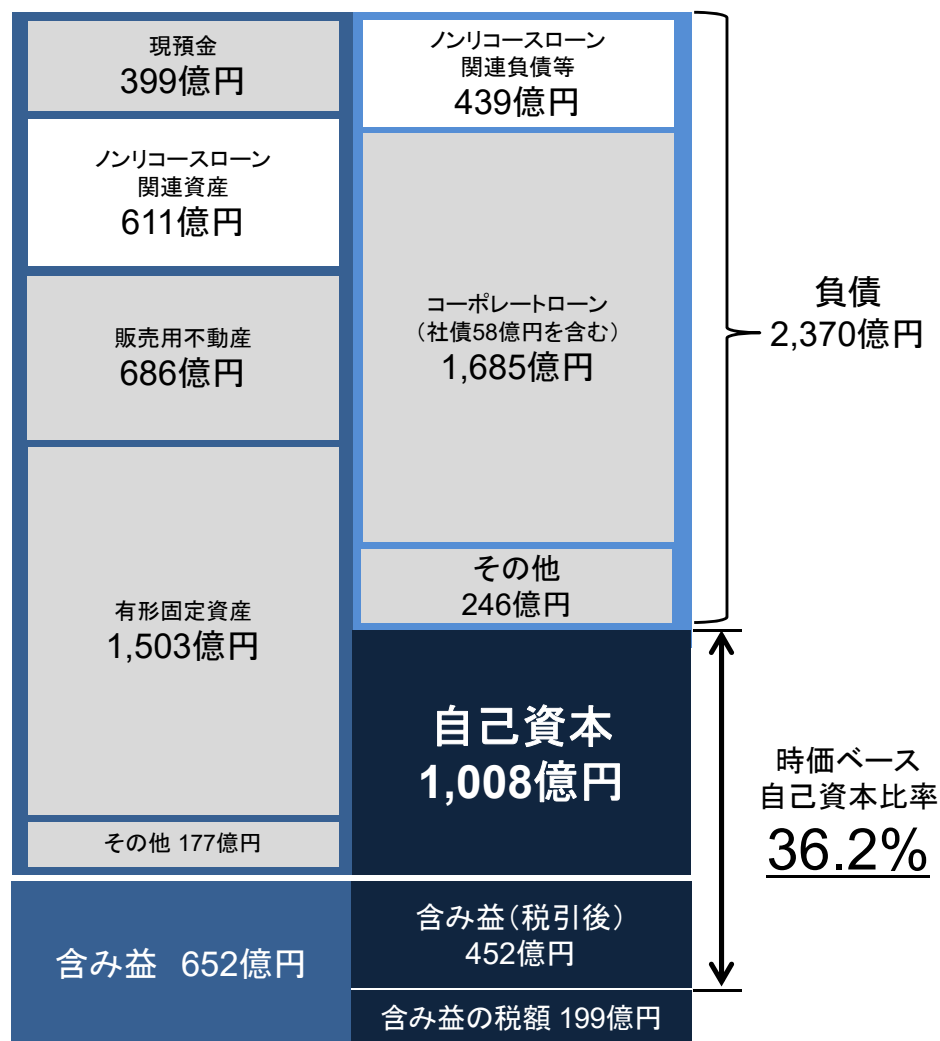 現預金
399億円
ノンリコースローン
関連資産
611億円
販売用不動産
686億円
有形固定資産
1,503億円
その他 177億円
含み益 652億円
ノンリコースローン
関連負債等
439億円
コーポレートローン
（社債58億円を含む）
1,685億円
その他
246億円
自己資本
1,008億円
含み益（税引後）
452億円
含み益の税額 199億円
負債
2,370億円
時価ベース
自己資本比率
36.2%